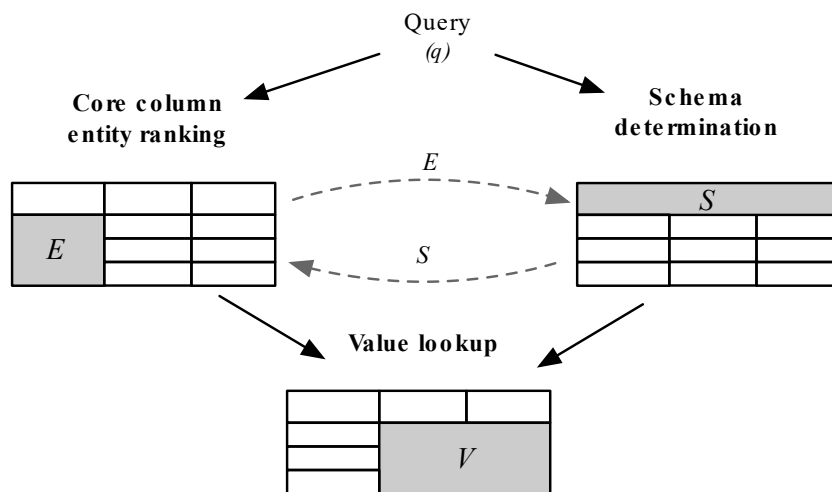 Query
(q)
Core column
entity ranking
Schema
determination
E
S
E
S
Value lookup
V